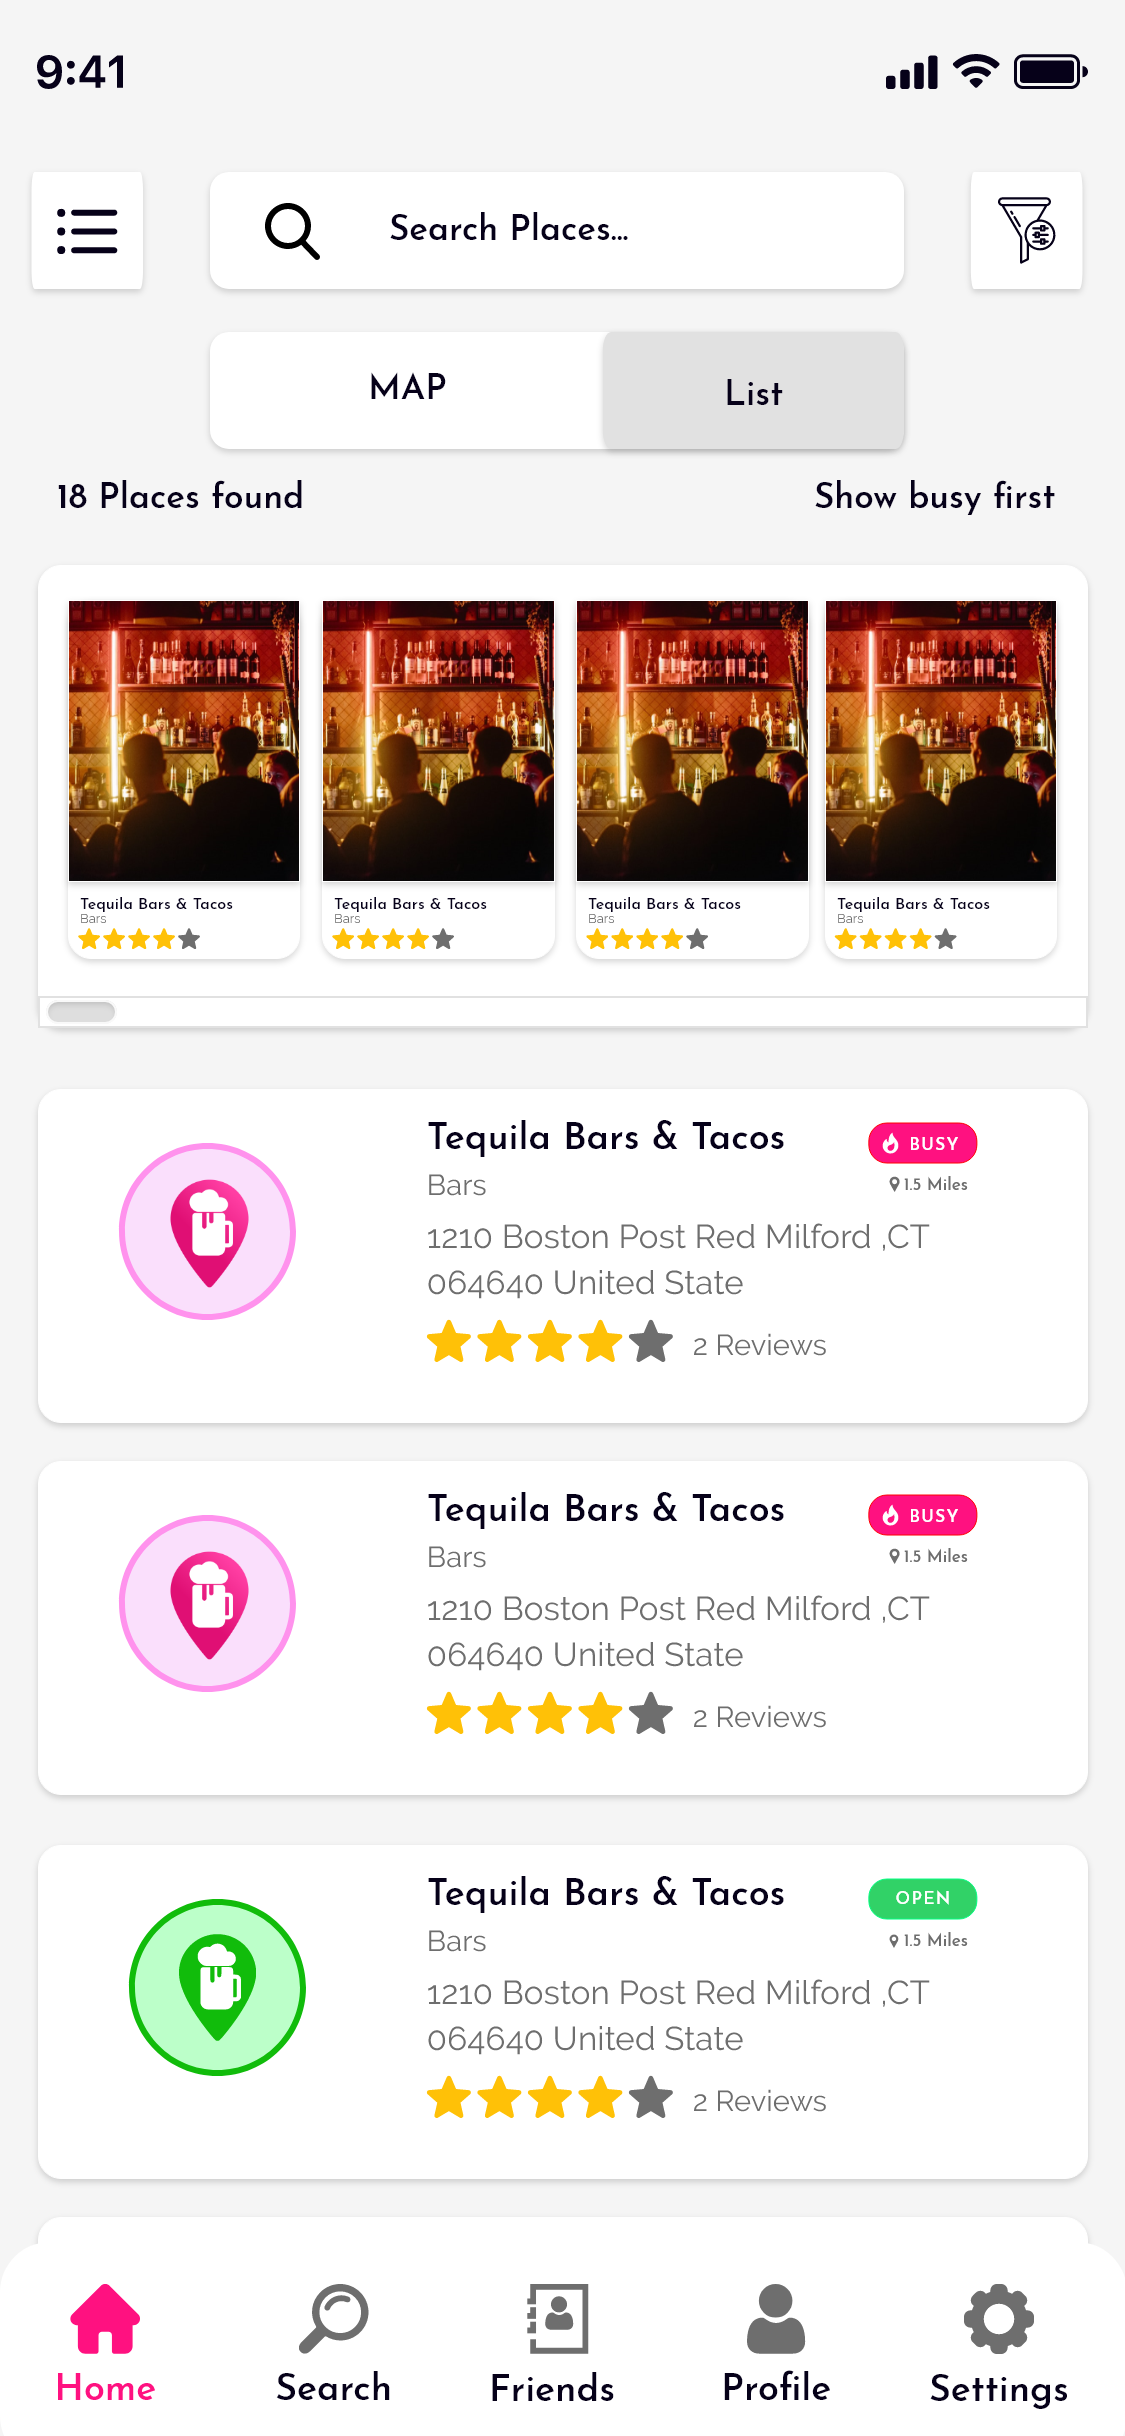 9:41
Search Places...
MAP
List
18 Places found
Show busy first
Tequila Bars & Tacos
Bars
Tequila Bars & Tacos
Bars
Tequila Bars & Tacos
Bars
Tequila Bars & Tacos
Bars
Tequila Bars & Tacos
BUSY
Bars
1.5 Miles
1210 Boston Post Red Milford ,CT
064640 United State
2 Reviews
Tequila Bars & Tacos
BUSY
Bars
1.5 Miles
1210 Boston Post Red Milford ,CT
064640 United State
2 Reviews
Tequila Bars & Tacos
OPEN
Bars
1.5 Miles
1210 Boston Post Red Milford ,CT
064640 United State
2 Reviews
Home
Search
Friends
Profile
Settings